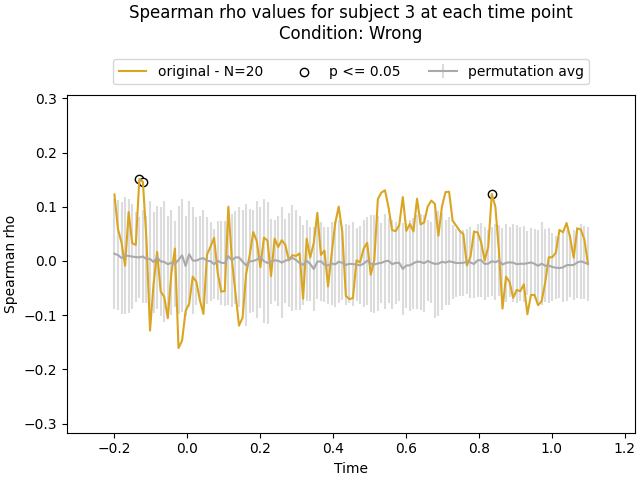 Spearman rho values for subject 3 at each time point
Condition: Wrong
original - N=20
p <= 0.05
permutation avg
0.3
0.2
0.1
0.0
−0.1
−0.2
−0.3
Spearman rho
−0.2
0.0
0.2
0.4
0.6
0.8
1.0
1.2
Time